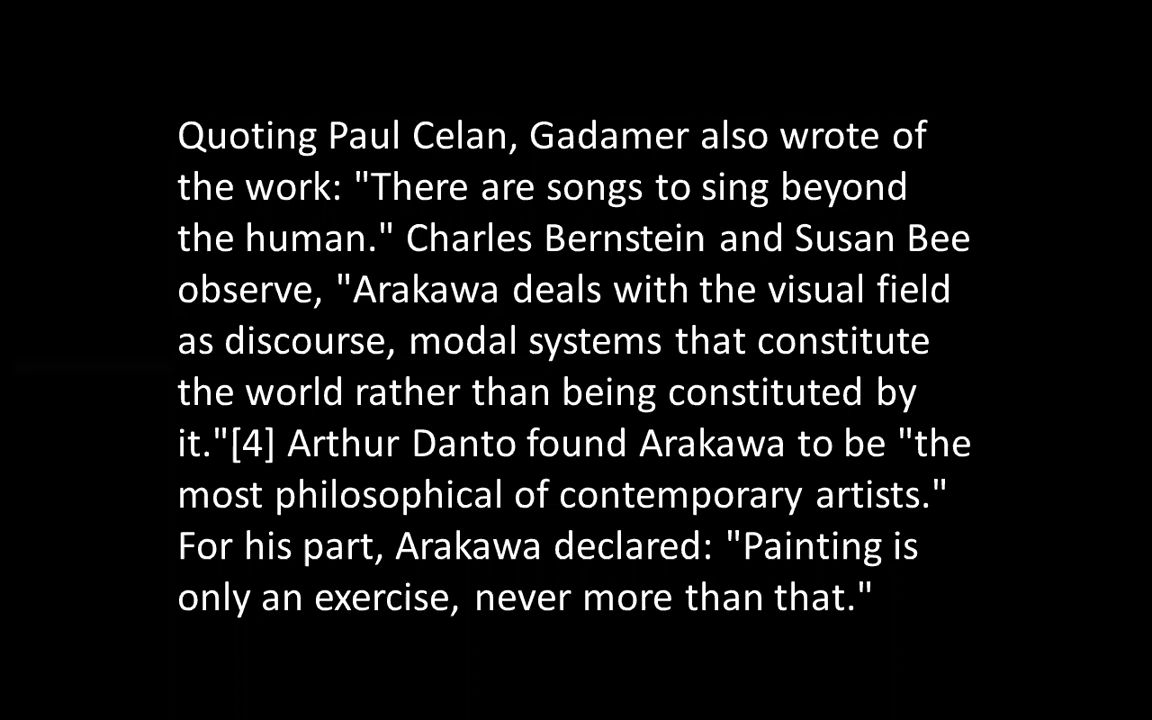 Quoting Paul Celan, Gadamer also wrote of
the work: "There are songs to sing beyond
the human." Charles Bernstein and Susan Bee
observe, "Arakawa deals with the visual field
as discourse, modal systems that constitute
the world rather than being constituted by
it."[4] Arthur Danto found Arakawa to be "the
most philosophical of contemporary artists."
For his part, Arakawa declared: "Painting is
only an exercise, never more than that."